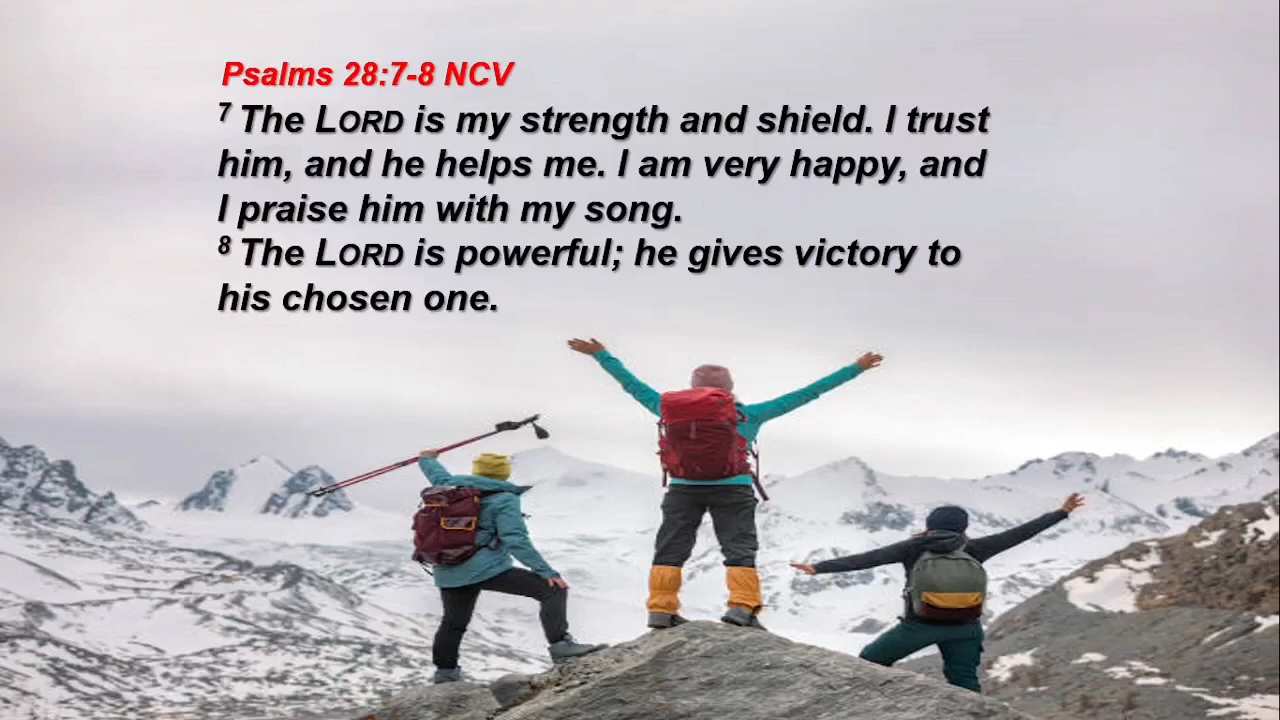 Psalms 28:7-8 NCV
7 The LORD is my strength and shield. I trust
him, and he helps me. I am very happy, and
I praise him with my song.
8 The LORD is powerful; he gives victory to
his chosen one.